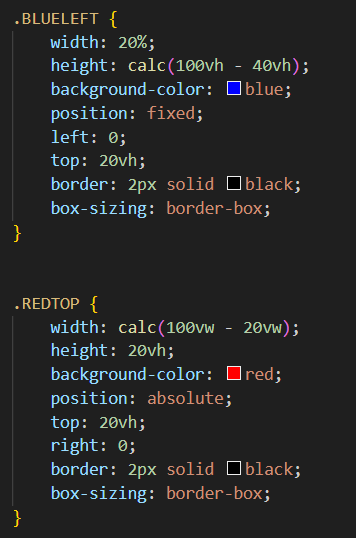 .BLUELEFT {
width: 20%;
height: calc(100vh - 40vh);
background-color: blue;
position: fixed;
left: 0;
top: 20vh;
border: 2px solid black;
box-sizing: border-box;
}
.REDTOP {
width: calc(100vw - 20vw);
height: 20vh;
background-color: red;
position: absolute;
top: 20vh;
right: 0;
border: 2px solid black;
box-sizing: border-box;
}